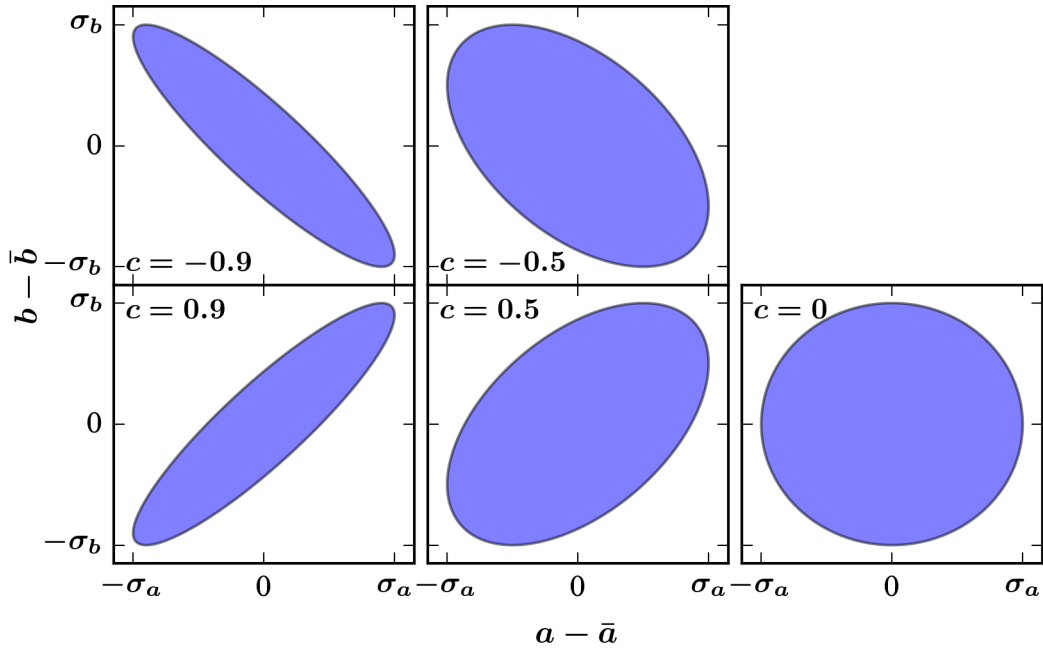 σ_b
0
−σ_b
c = −0.9
c = −0.5
σ_b
0
−σ_b
c = 0.9
c = 0.5
c = 0
−σ_a 0 σ_a −σ_a 0 σ_a −σ_a 0 σ_a
b − b̄
a − ā